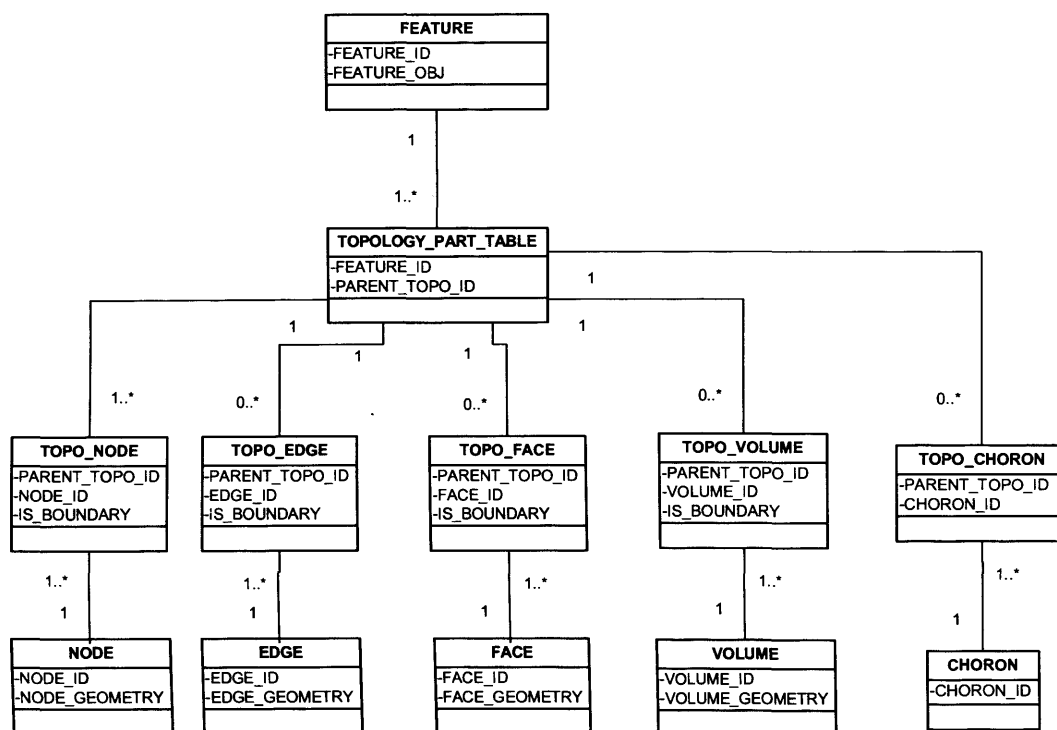 FEATURE
-FEATURE_ID
-FEATURE_OBJ
1
1..*
TOPOLOGY_PART_TABLE
-FEATURE_ID
-PARENT_TOPO_ID
1
1
1
1
1
1..*
0..*
0..*
0..*
0..*
TOPO_NODE
-PARENT_TOPO_ID
-NODE_ID
-IS_BOUNDARY
TOPO_EDGE
-PARENT_TOPO_ID
-EDGE_ID
-IS_BOUNDARY
TOPO_FACE
-PARENT_TOPO_ID
-FACE_ID
-IS_BOUNDARY
TOPO_VOLUME
-PARENT_TOPO_ID
-VOLUME_ID
-IS_BOUNDARY
TOPO_CHORON
-PARENT_TOPO_ID
-CHORON_ID
1..*
1
1..*
1
1..*
1
1..*
1
1..*
1
NODE
-NODE_ID
-NODE_GEOMETRY
EDGE
-EDGE_ID
-EDGE_GEOMETRY
FACE
-FACE_ID
-FACE_GEOMETRY
VOLUME
-VOLUME_ID
-VOLUME_GEOMETRY
CHORON
-CHORON_ID